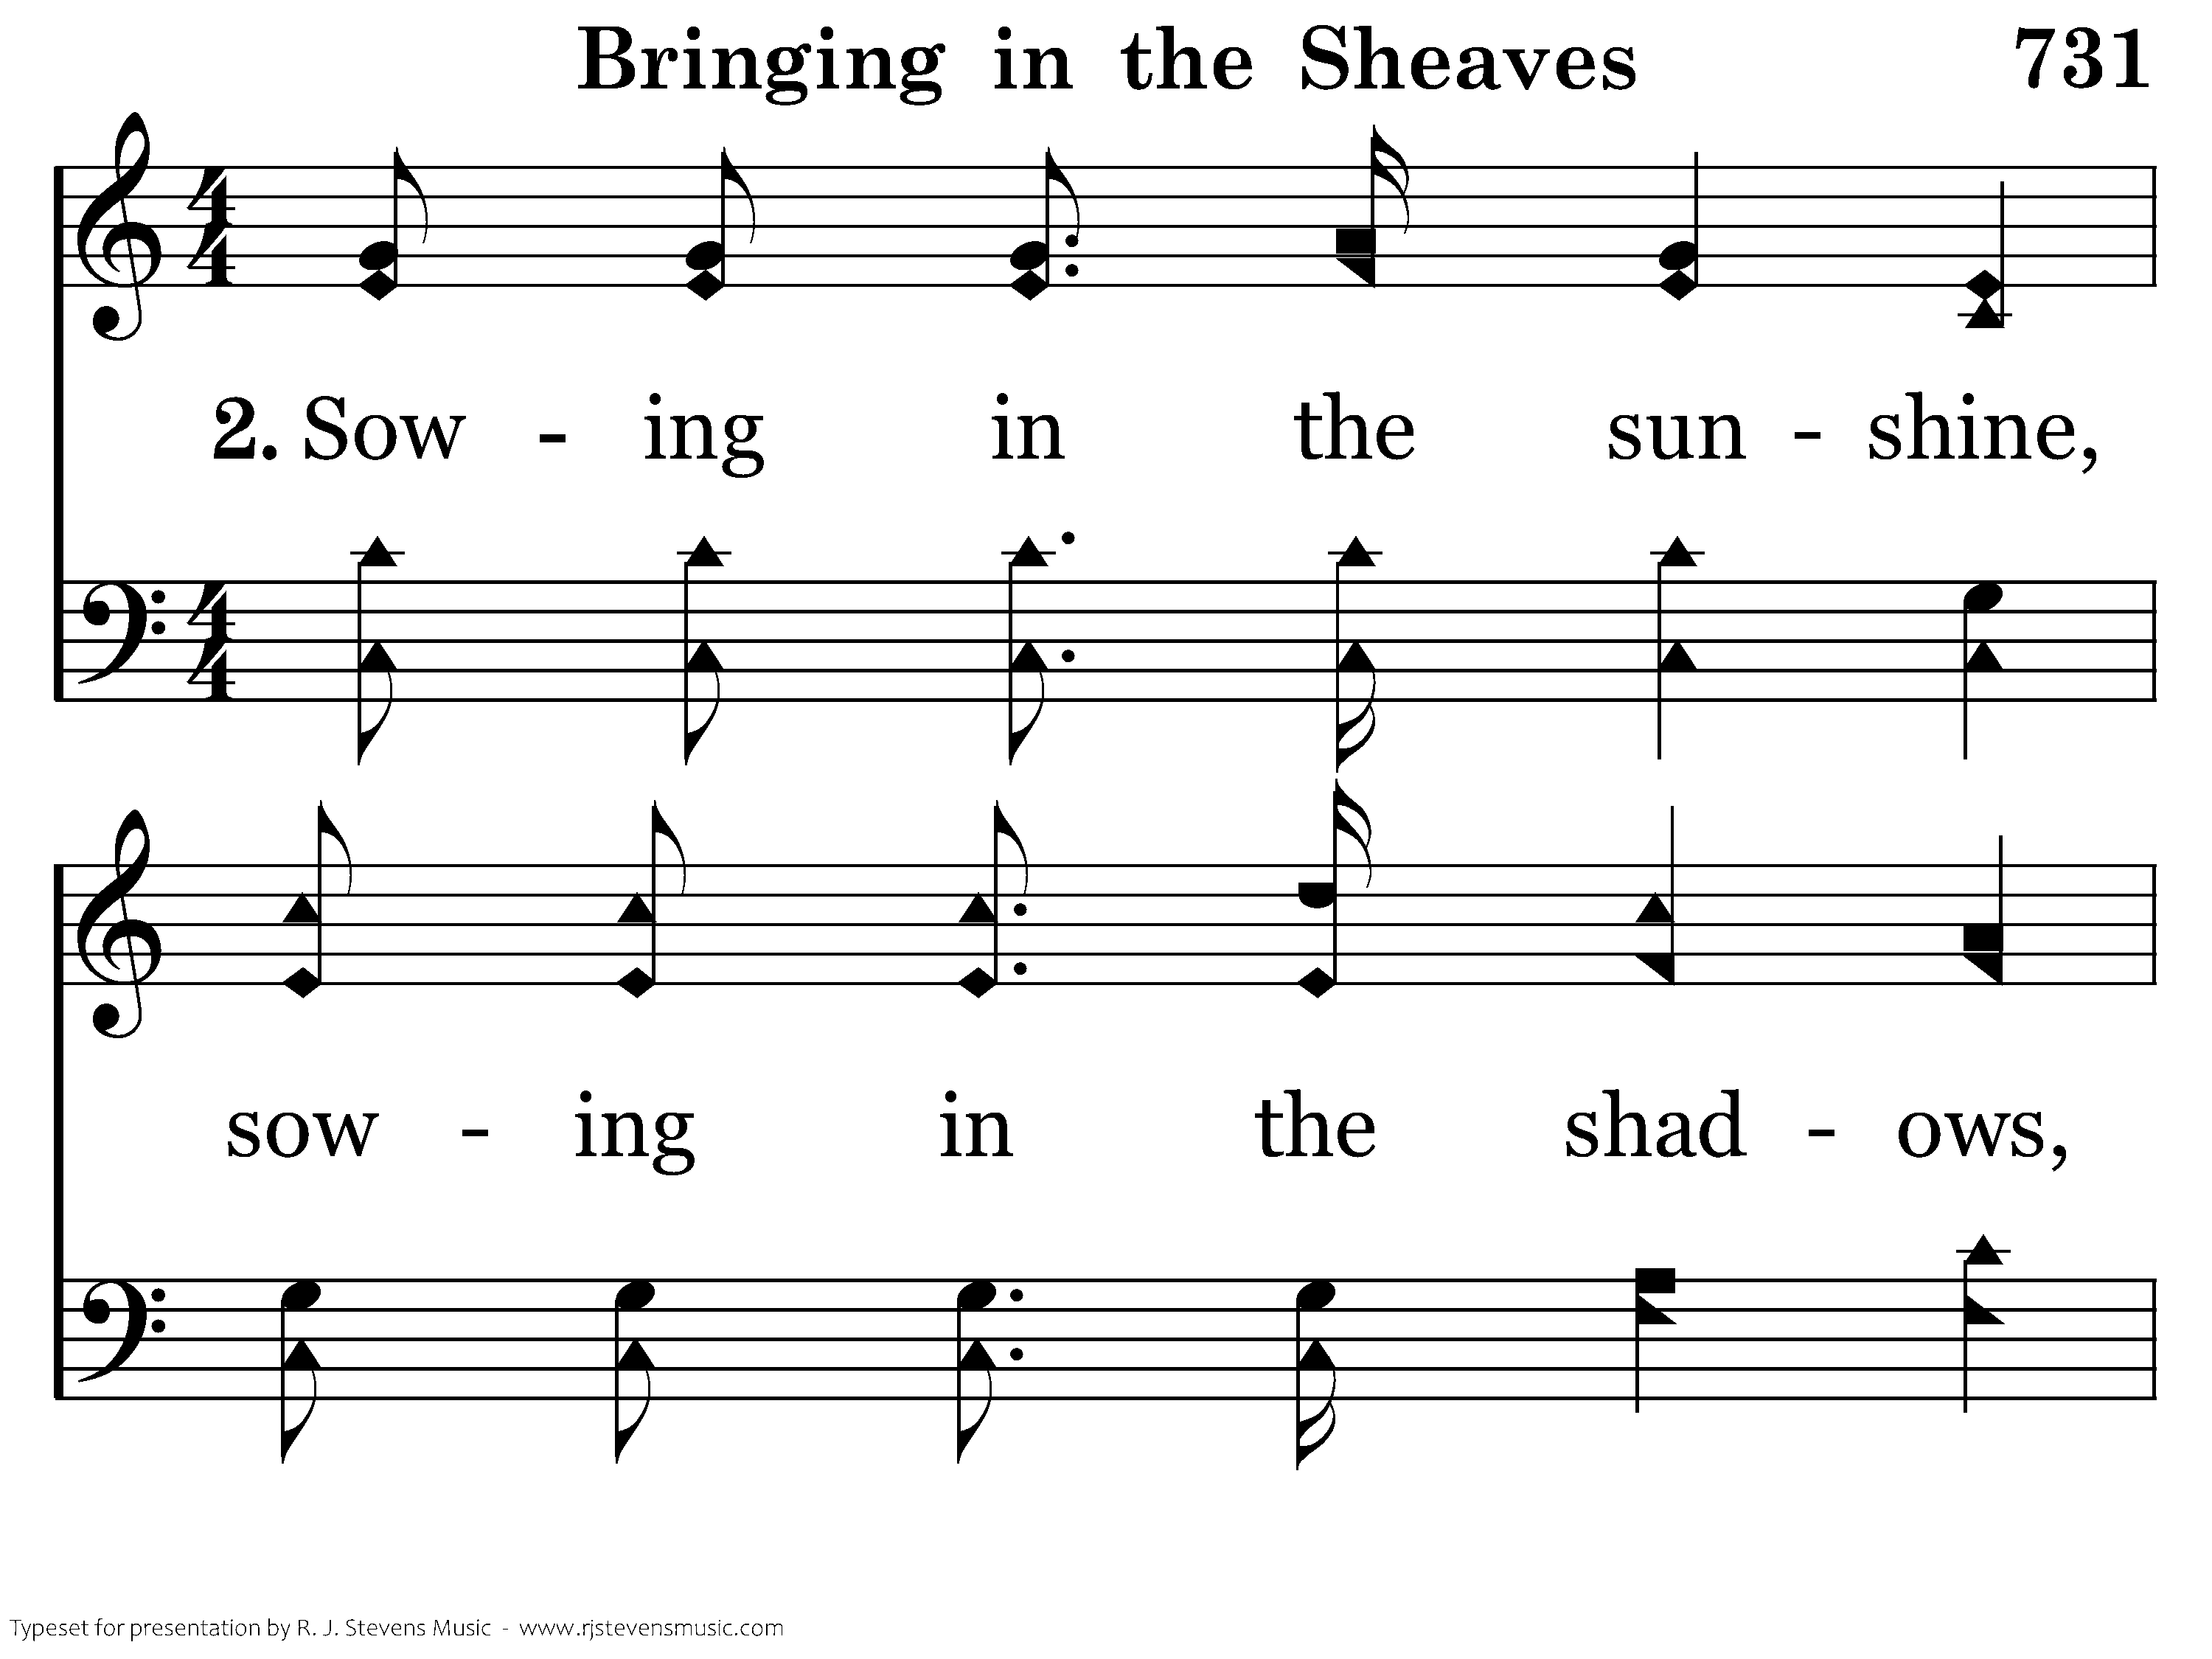 Bringing in the Sheaves 731
2. Sow - ing in the sun - shine,
sow - ing in the shad - ows,
Typeset for presentation by R. J. Stevens Music - www.rjstevensmusic.com